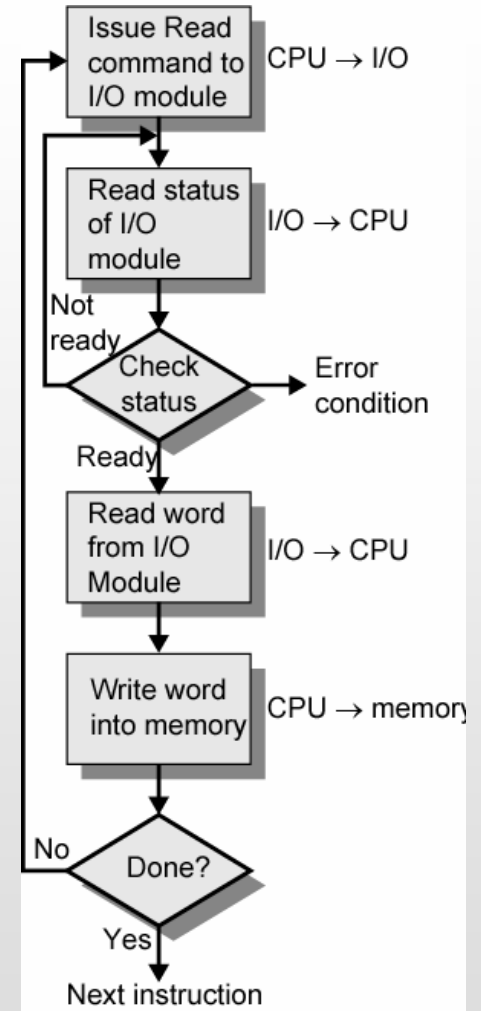 Issue Read
command to
I/O module
CPU → I/O
Read status
of I/O
module
I/O → CPU
Not
ready
Check
status
Error
condition
Ready
Read word
from I/O
Module
I/O → CPU
Write word
into memory
CPU → memory
No
Done?
Yes
Next instruction